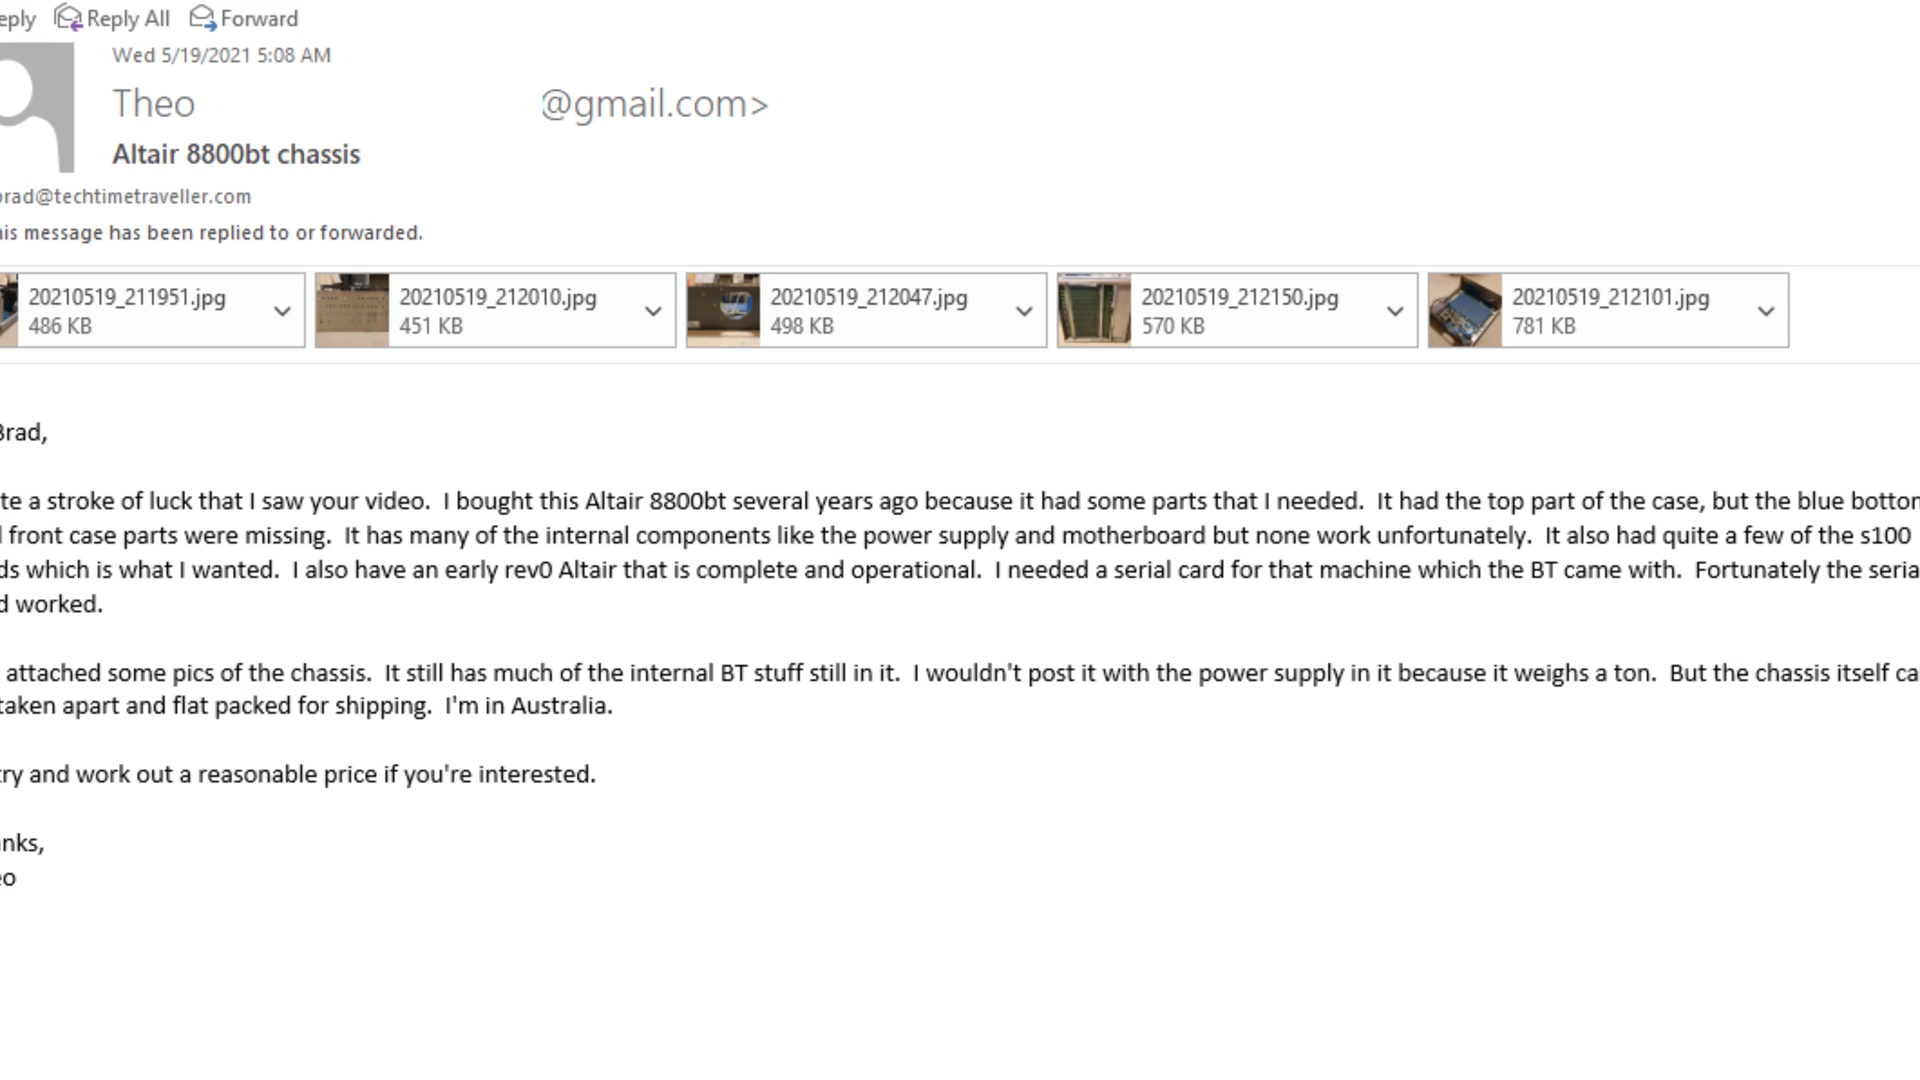 eply Reply All Forward
Wed 5/19/2021 5:08 AM
Theo @gmail.com>
Altair 8800bt chassis
brad@techtimetraveller.com
his message has been replied to or forwarded.
20210519_211951.jpg 20210519_212010.jpg 20210519_212047.jpg 20210519_212150.jpg 20210519_212101.jpg
486 KB 451 KB 498 KB 570 KB 781 KB
Brad,
te a stroke of luck that I saw your video. I bought this Altair 8800bt several years ago because it had some parts that I needed. It had the top part of the case, but the blue bottom
front case parts were missing. It has many of the internal components like the power supply and motherboard but none work unfortunately. It also had quite a few of the s100
ds which is what I wanted. I also have an early rev0 Altair that is complete and operational. I needed a serial card for that machine which the BT came with. Fortunately the seria
d worked.
attached some pics of the chassis. It still has much of the internal BT stuff still in it. I wouldn't post it with the power supply in it because it weighs a ton. But the chassis itself ca
taken apart and flat packed for shipping. I'm in Australia.
try and work out a reasonable price if you're interested.
nks,
eo